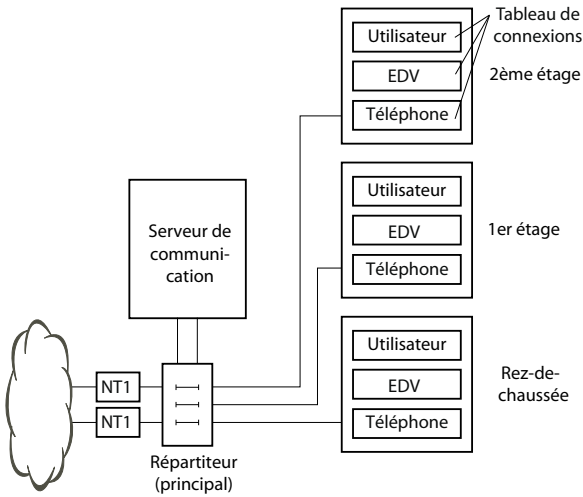 Utilisateur
EDV
Téléphone
Tableau de
connexions
2ème étage
Utilisateur
EDV
Téléphone
1er étage
Serveur de
communi-
cation
Utilisateur
EDV
Téléphone
Rez-de-
chaussée
NT1
NT1
Répartiteur
(principal)